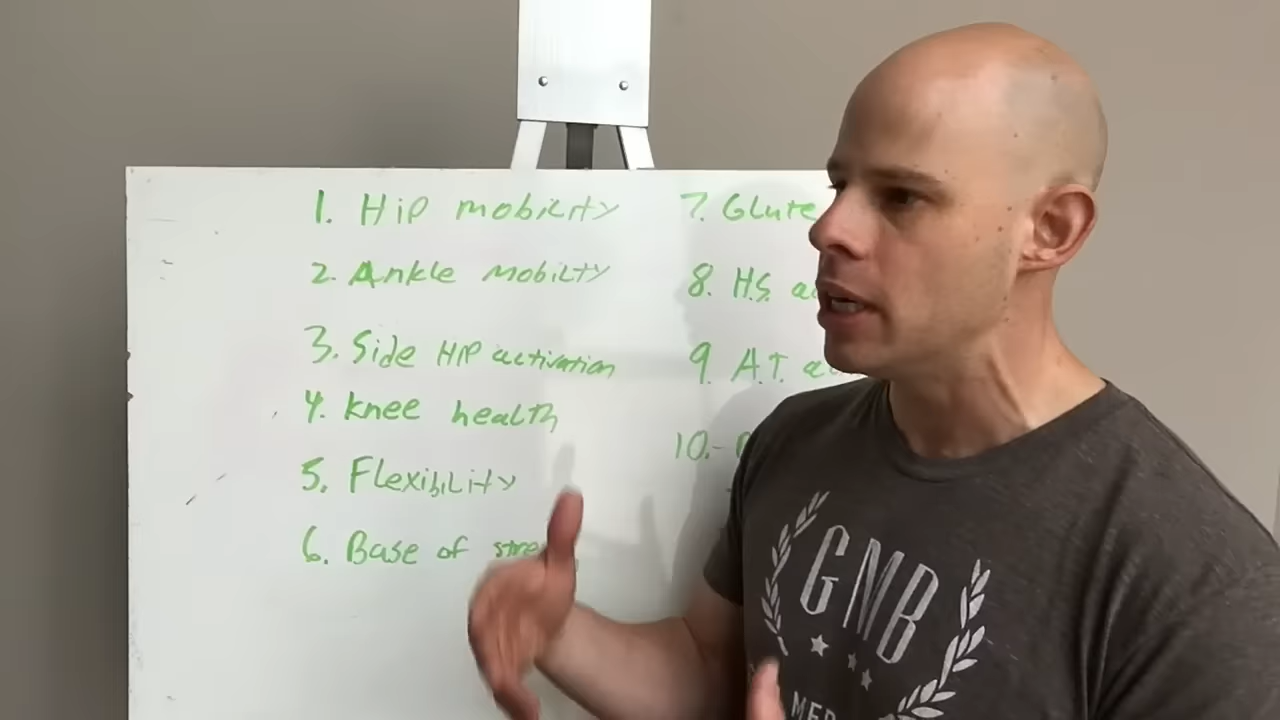 1. Hip mobility
2. Ankle mobilty
3. Side Hip activation
4. knee health
5. Flexibility
6. Base of
7. Glute
8. H.S.
9. A.T.
10.-
GMB